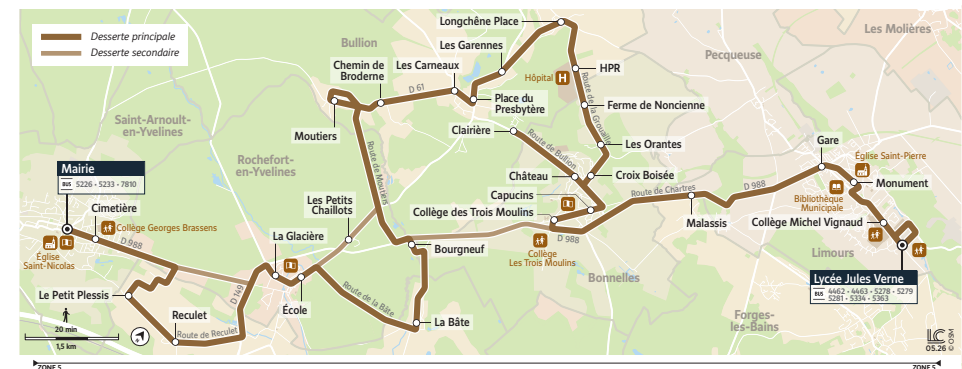 Desserte principale
Desserte secondaire
Longchêne Place
Les Molières
Bullion
Les Garennes
Pecqueuse
Chemin de
Broderne
Les Carneaux
Hôpital
H
HPR
D 61
Route de la Grouaille
Place du
Presbytère
Ferme de Noncienne
Saint-Arnoult-
en-Yvelines
Moutiers
Clairière
Route de Bullion
Les Orantes
Gare
Rochefort-
en-Yvelines
Route de Moutiers
Église Saint-Pierre
Mairie
BUS 5226 • 5233 • 7810
Château
Croix Boisée
Monument
Capucins
Route de Chartres
D 988
Bibliothèque
Municipale
Les Petits
Chaillots
Collège des Trois Moulins
Malassis
Collège Michel Vignaud
Cimetière
Collège Georges Brassens
La Glacière
Bourgneuf
D 988
Collège
Les Trois Moulins
Limours
Église
Saint-Nicolas
D 988
Bonnelles
Lycée Jules Verne
BUS 4462 • 4463 • 5278 • 5279
5281 • 5334 • 5363
Le Petit Plessis
D 149
École
Route de la Bâte
La Bâte
Forges-
les-Bains
Reculet
Route de Reculet
20 min
1,5 km
LC
05.26 © OSM
ZONE 5
ZONE 5